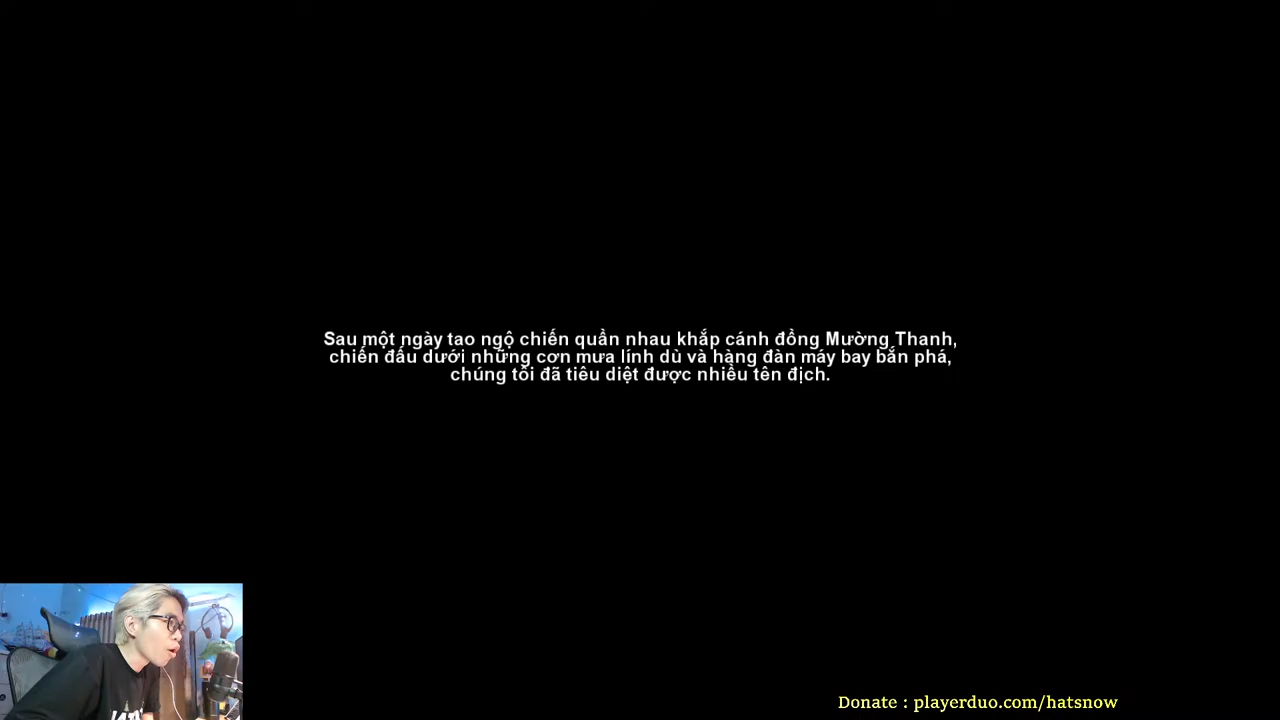 Sau một ngày tao ngộ chiến quần nhau khắp cánh đồng Mường Thanh,
chiến đấu dưới những cơn mưa lính dù và hàng đàn máy bay bắn phá,
chúng tôi đã tiêu diệt được nhiều tên địch.
Donate : playerduo.com/hatsnow